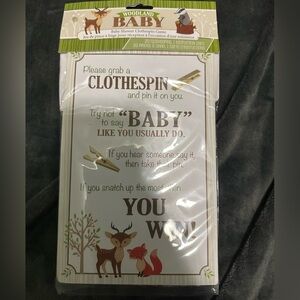 WOODLAND
BABY
Baby Shower Clothespin Game
Please grab a
CLOTHESPIN
and pin it on you.
Try not
to say "BABY"
LIKE YOU USUALLY DO.
If you hear someone say it,
then take that pin.
If you snatch up the most
YOU
WIN!